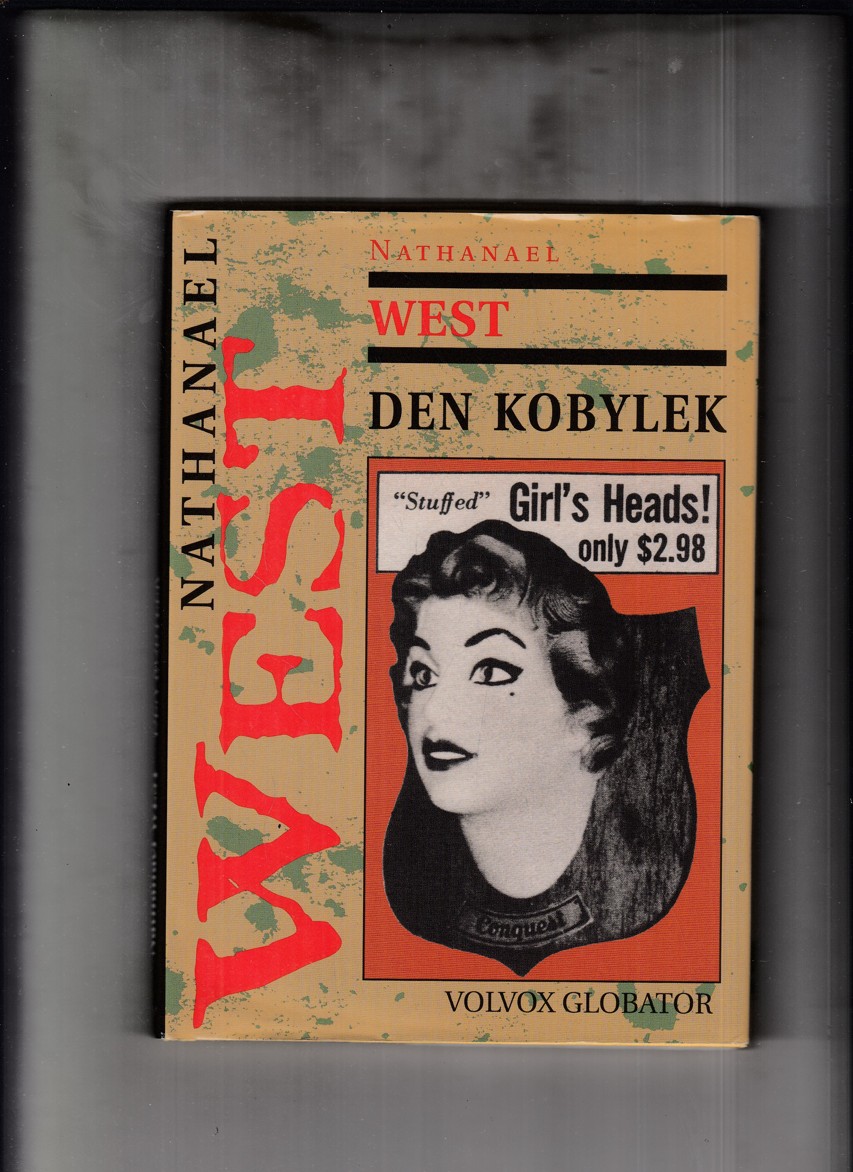 NATHANAEL
WEST
NATHANAEL
WEST
DEN KOBYLEK
"Stuffed" Girl's Heads!
only $2.98
Conquest
VOLVOX GLOBATOR